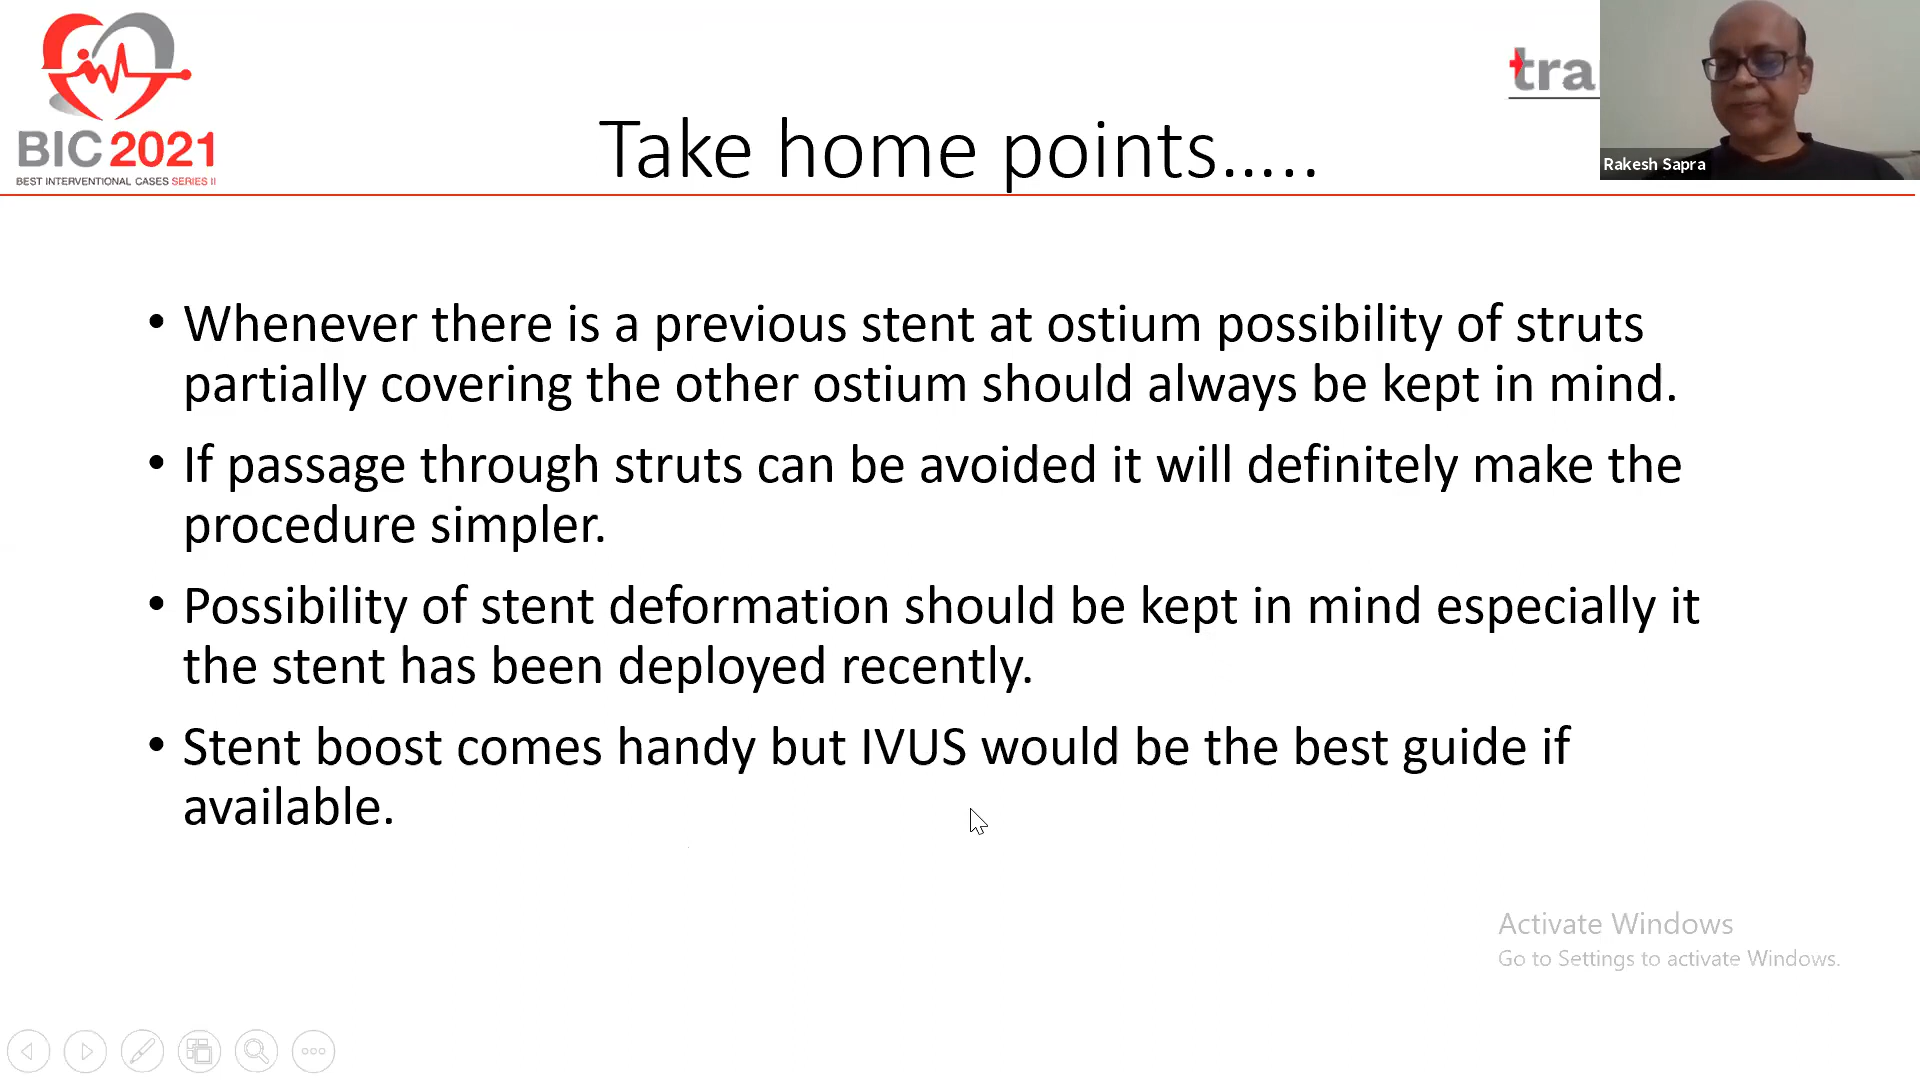 BIC 2021
BEST INTERVENTIONAL CASES SERIES II
tra
Rakesh Sapra
Take home points.....
• Whenever there is a previous stent at ostium possibility of struts
partially covering the other ostium should always be kept in mind.
• If passage through struts can be avoided it will definitely make the
procedure simpler.
• Possibility of stent deformation should be kept in mind especially it
the stent has been deployed recently.
• Stent boost comes handy but IVUS would be the best guide if
available.
Activate Windows
Go to Settings to activate Windows.